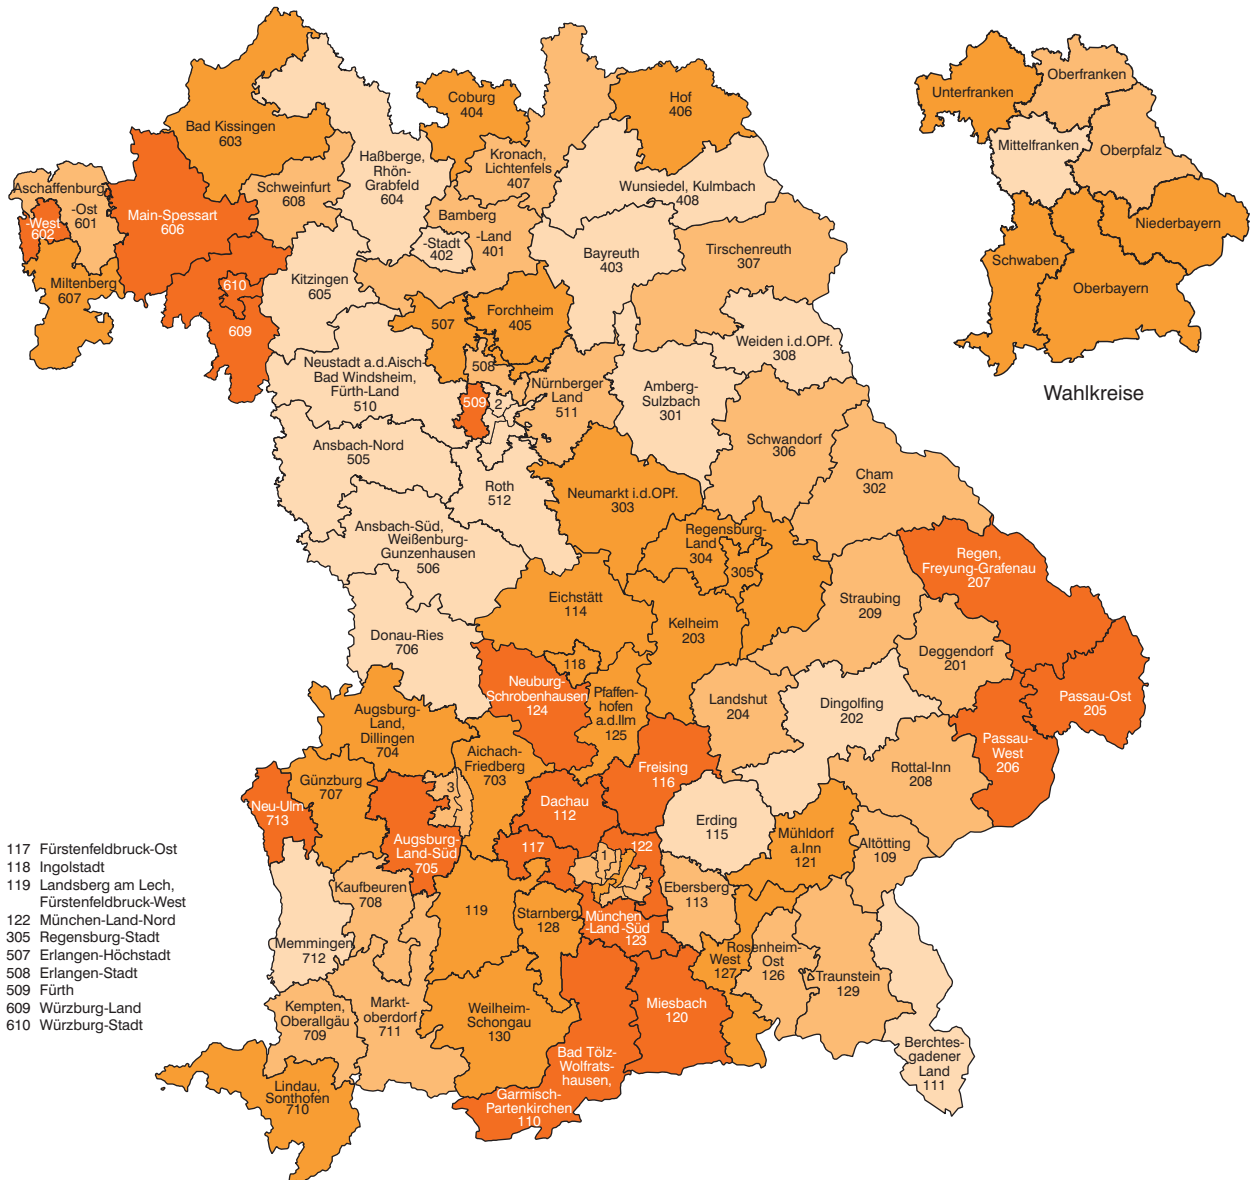 Bad Kissingen
603
Coburg
404
Hof
406
Haßberge,
Rhön-
Grabfeld
604
Kronach,
Lichtenfels
407
Wunsiedel, Kulmbach
408
Aschaffenburg
-Ost
601
-West
602
Main-Spessart
606
Schweinfurt
608
Bamberg
-Stadt
402
-Land
401
Bayreuth
403
Tirschenreuth
307
Miltenberg
607
610
609
Kitzingen
605
507
Forchheim
405
508
Weiden i.d.OPf.
308
Neustadt a.d.Aisch-
Bad Windsheim,
Fürth-Land
510
509
2
Nürnberger
Land
511
Amberg-
Sulzbach
301
Ansbach-Nord
505
Schwandorf
306
Cham
302
Roth
512
Neumarkt i.d.OPf.
303
Ansbach-Süd,
Weißenburg-
Gunzenhausen
506
Regensburg-
Land
304
305
Regen,
Freyung-Grafenau
207
Eichstätt
114
Kelheim
203
Straubing
209
Donau-Ries
706
Deggendorf
201
118
Neuburg-
Schrobenhausen
124
Pfaffen-
hofen
a.d.Ilm
125
Landshut
204
Dingolfing
202
Passau-Ost
205
Augsburg-
Land,
Dillingen
704
Aichach-
Friedberg
703
Passau-
West
206
Freising
116
Rottal-Inn
208
Günzburg
707
3
Neu-Ulm
713
Dachau
112
Erding
115
Mühldorf
a.Inn
121
Altötting
109
Augsburg-
Land-Süd
705
117
1
122
Kaufbeuren
708
Ebersberg
113
119
Starnberg
128
München
-Land-Süd
123
Memmingen
712
West
127
Rosenheim-
Ost
126
Traunstein
129
Kempten,
Oberallgäu
709
Markt-
oberdorf
711
Weilheim-
Schongau
130
Miesbach
120
Bad Tölz-
Wolfrats-
hausen,
Garmisch-
Partenkirchen
110
Berchtes-
gadener
Land
111
Lindau,
Sonthofen
710
117 Fürstenfeldbruck-Ost
118 Ingolstadt
119 Landsberg am Lech,
Fürstenfeldbruck-West
122 München-Land-Nord
305 Regensburg-Stadt
507 Erlangen-Höchstadt
508 Erlangen-Stadt
509 Fürth
609 Würzburg-Land
610 Würzburg-Stadt
Unterfranken
Oberfranken
Mittelfranken
Oberpfalz
Niederbayern
Schwaben
Oberbayern
Wahlkreise